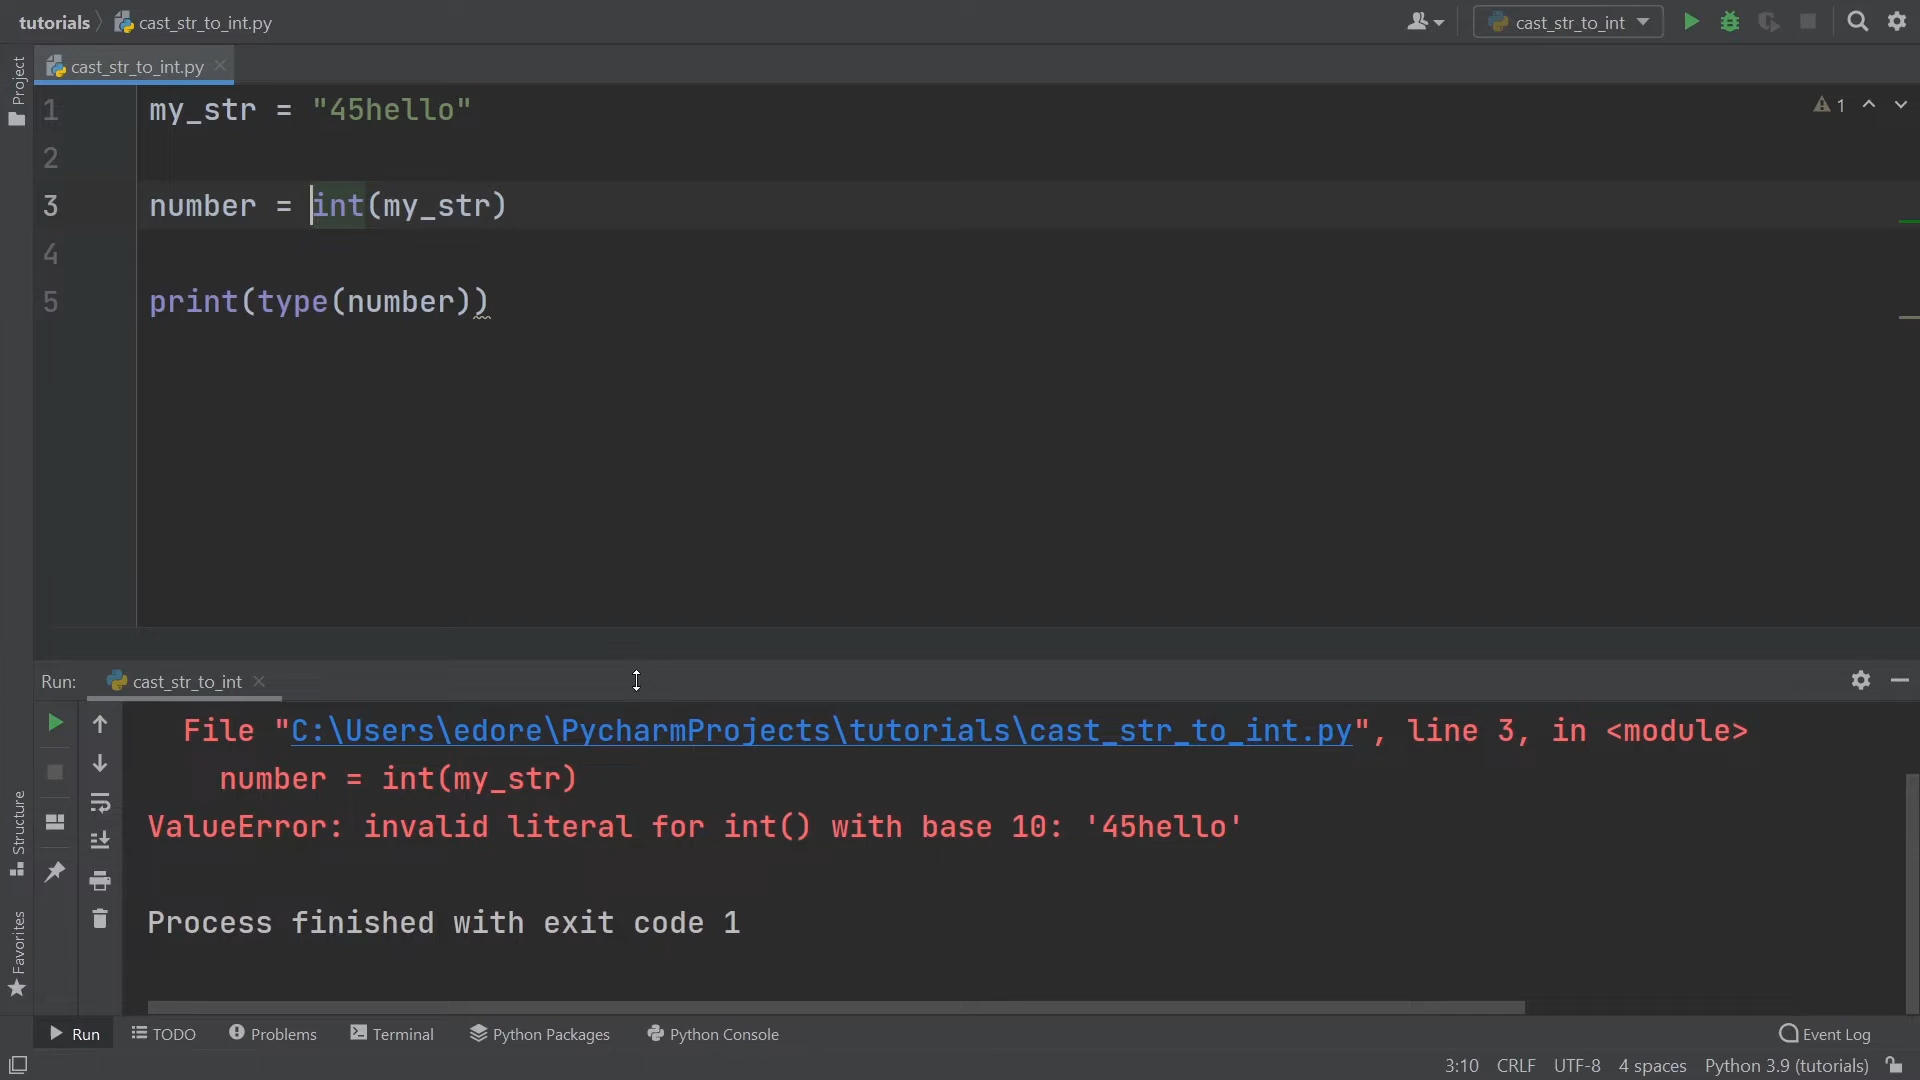 tutorials cast_str_to_int.py
cast_str_to_int
Project
cast_str_to_int.py
1 my_str = "45hello"
1
2
3 number = int(my_str)
4
5 print(type(number))
Structure
Favorites
Run: cast_str_to_int
File "C:\Users\edore\PycharmProjects\tutorials\cast_str_to_int.py", line 3, in <module>
number = int(my_str)
ValueError: invalid literal for int() with base 10: '45hello'
Process finished with exit code 1
Run TODO Problems Terminal Python Packages Python Console Event Log
3:10 CRLF UTF-8 4 spaces Python 3.9 (tutorials)